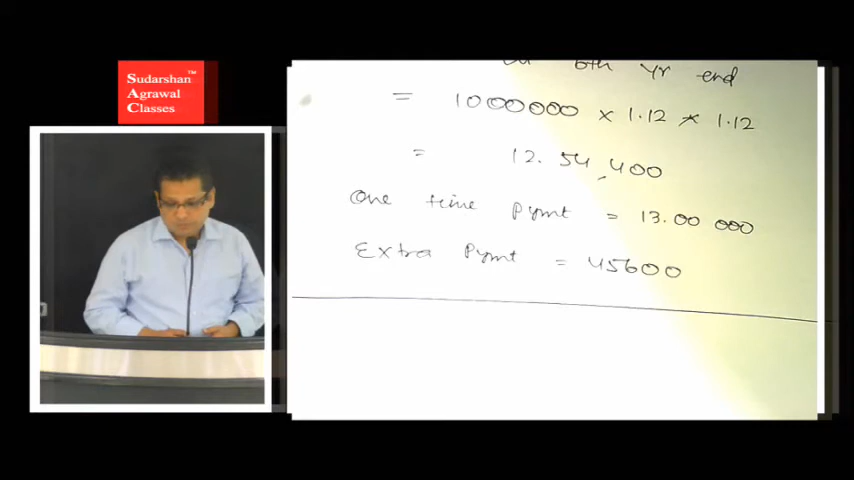 Sudarshan™
Agrawal
Classes
6th yr end
= 1000000 × 1.12 × 1.12
= 12.54,400
One time Pymt = 13.00 000
Extra Pymt = 45600